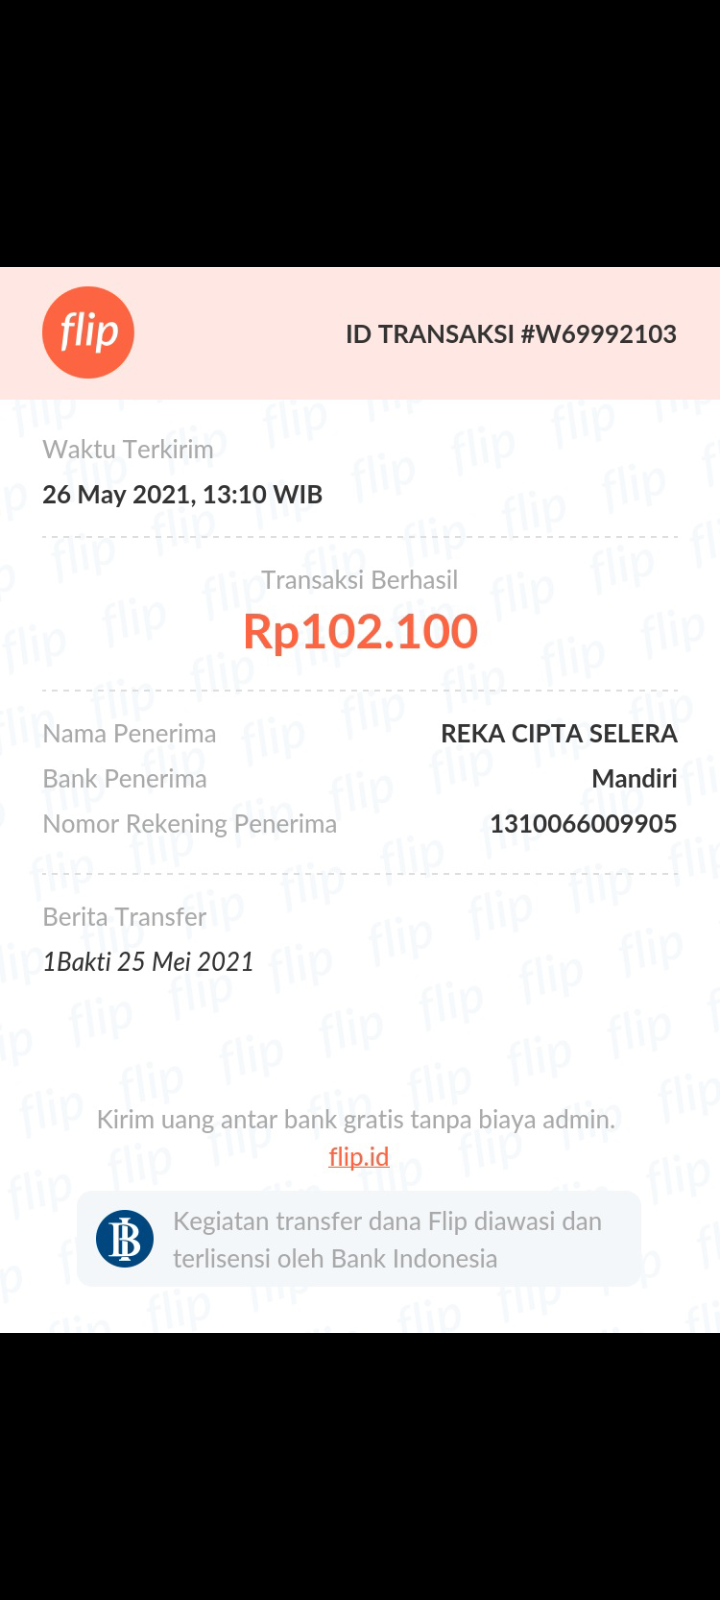 flip
ID TRANSAKSI #W69992103
Waktu Terkirim
26 May 2021, 13:10 WIB
Transaksi Berhasil
Rp102.100
Nama Penerima REKA CIPTA SELERA
Bank Penerima Mandiri
Nomor Rekening Penerima 1310066009905
Berita Transfer
1Bakti 25 Mei 2021
Kirim uang antar bank gratis tanpa biaya admin.
flip.id
Kegiatan transfer dana Flip diawasi dan
terlisensi oleh Bank Indonesia